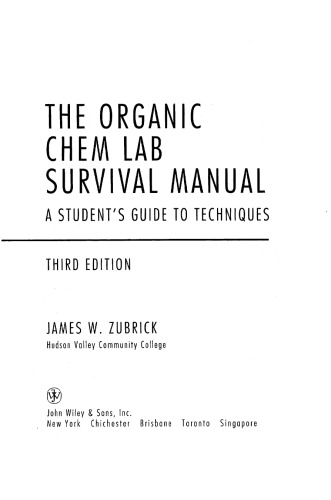 THE ORGANIC
CHEM LAB
SURVIVAL MANUAL
A STUDENT'S GUIDE TO TECHNIQUES
THIRD EDITION
JAMES W. ZUBRICK
Hudson Valley Community College
John Wiley & Sons, Inc.
New York Chichester Brisbane Toronto Singapore